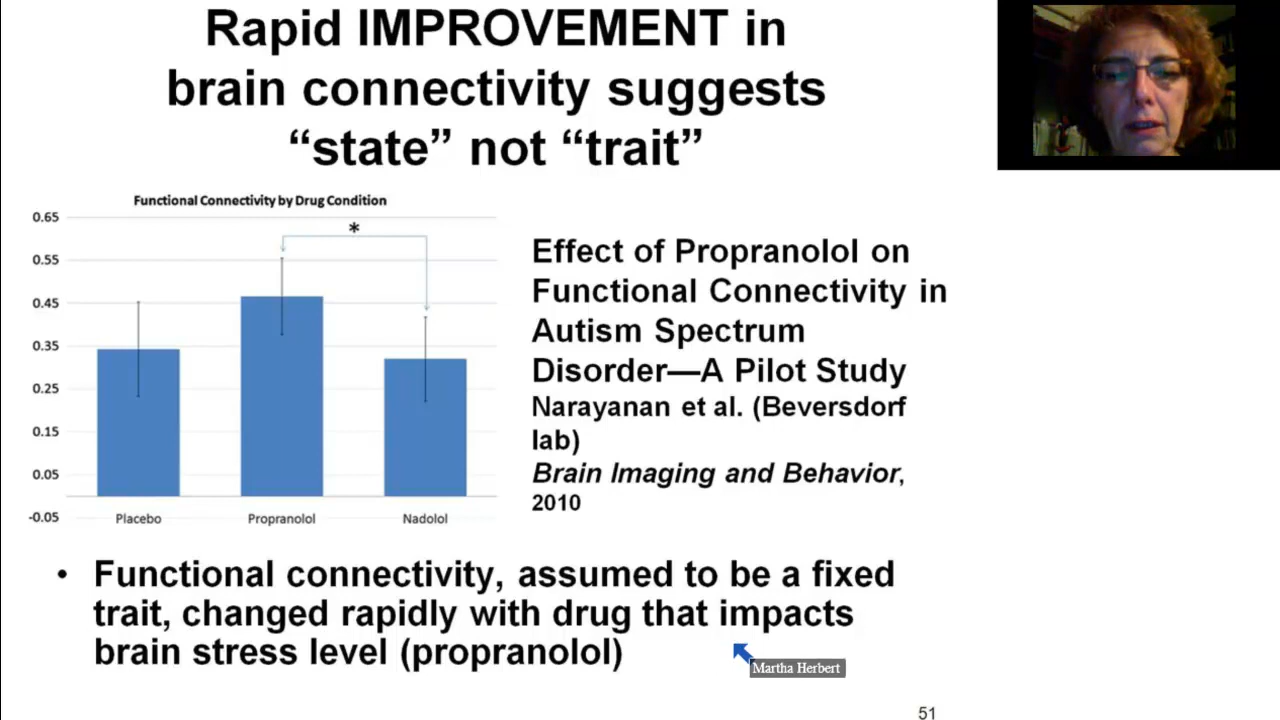 Rapid IMPROVEMENT in
brain connectivity suggests
“state” not “trait”
Functional Connectivity by Drug Condition
0.65
0.55
0.45
0.35
0.25
0.15
0.05
-0.05
*
Placebo
Propranolol
Nadolol
Effect of Propranolol on
Functional Connectivity in
Autism Spectrum
Disorder—A Pilot Study
Narayanan et al. (Beversdorf
lab)
Brain Imaging and Behavior,
2010
• Functional connectivity, assumed to be a fixed
trait, changed rapidly with drug that impacts
brain stress level (propranolol)
Martha Herbert
51